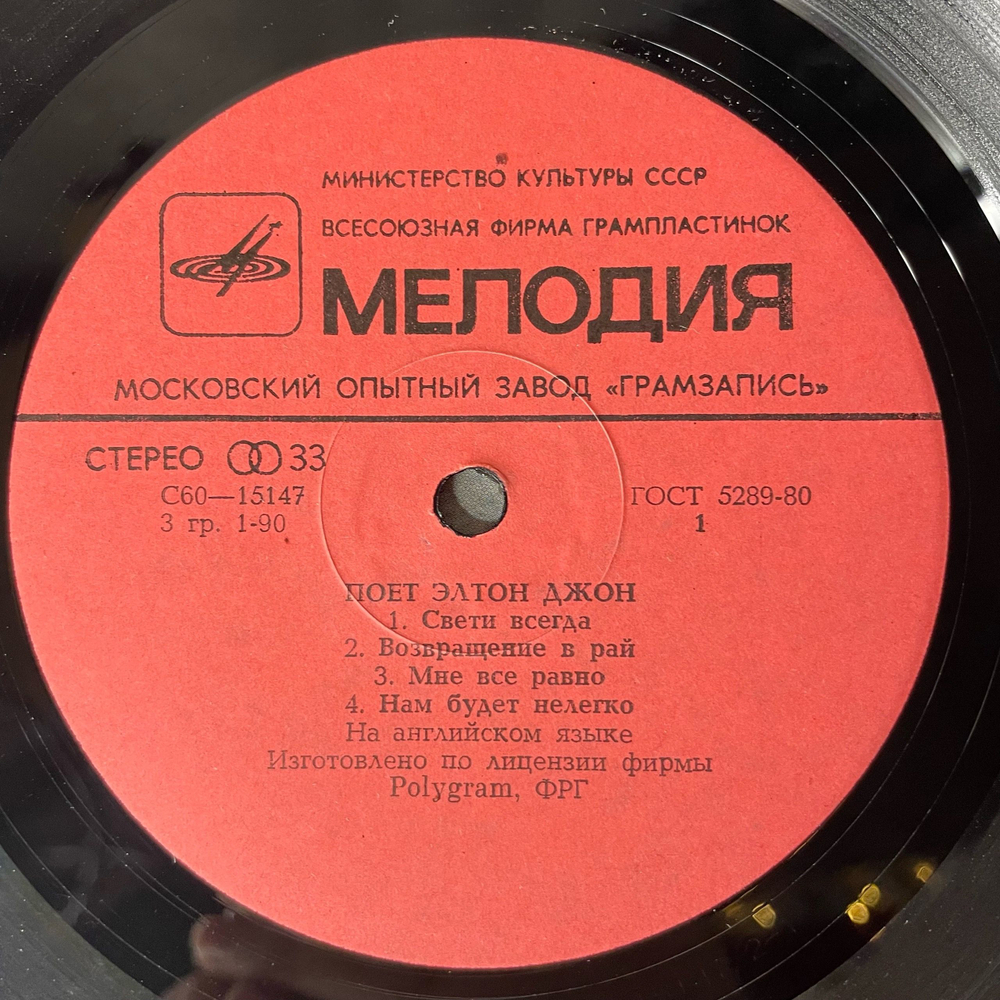 МИНИСТЕРСТВО КУЛЬТУРЫ СССР
ВСЕСОЮЗНАЯ ФИРМА ГРАМПЛАСТИНОК
МЕЛОДИЯ
МОСКОВСКИЙ ОПЫТНЫЙ ЗАВОД «ГРАМЗАПИСЬ»
СТЕРЕО 33
С60—15147 ГОСТ 5289-80
3 гр. 1-90 1
ПОЕТ ЭЛТОН ДЖОН
1. Свети всегда
2. Возвращение в рай
3. Мне все равно
4. Нам будет нелегко
На английском языке
Изготовлено по лицензии фирмы
Polygram, ФРГ